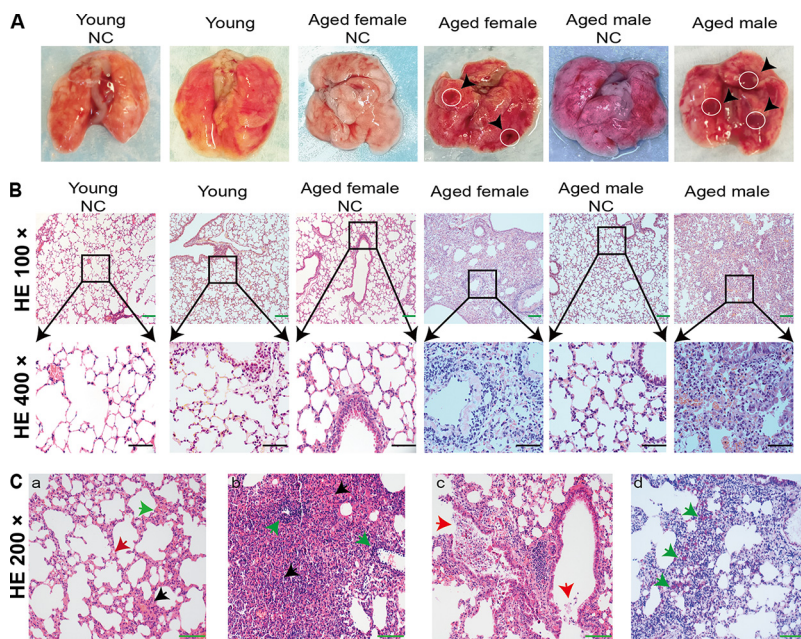 A
Young
NC
Young
Aged female
NC
Aged female
Aged male
NC
Aged male
B
Young
NC
Young
Aged female
NC
Aged female
Aged male
NC
Aged male
HE 100 ×
HE 400 ×
C
HE 200 ×
a
b
c
d